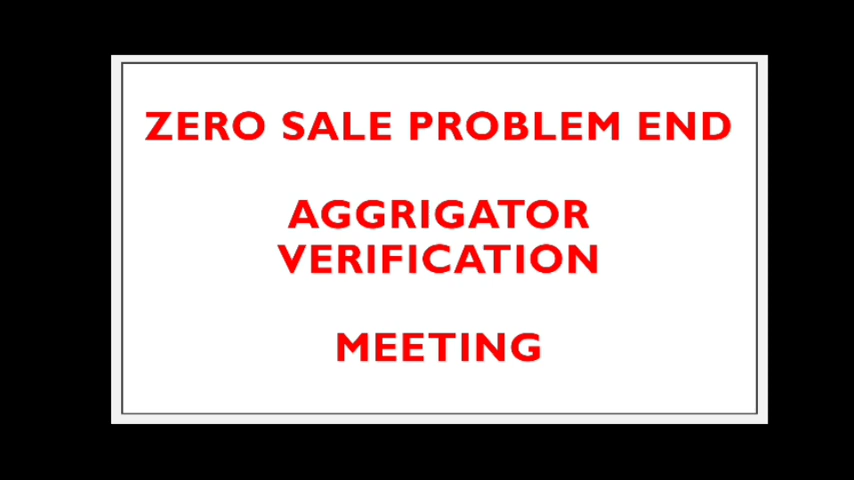 ZERO SALE PROBLEM END
AGGRIGATOR
VERIFICATION
MEETING